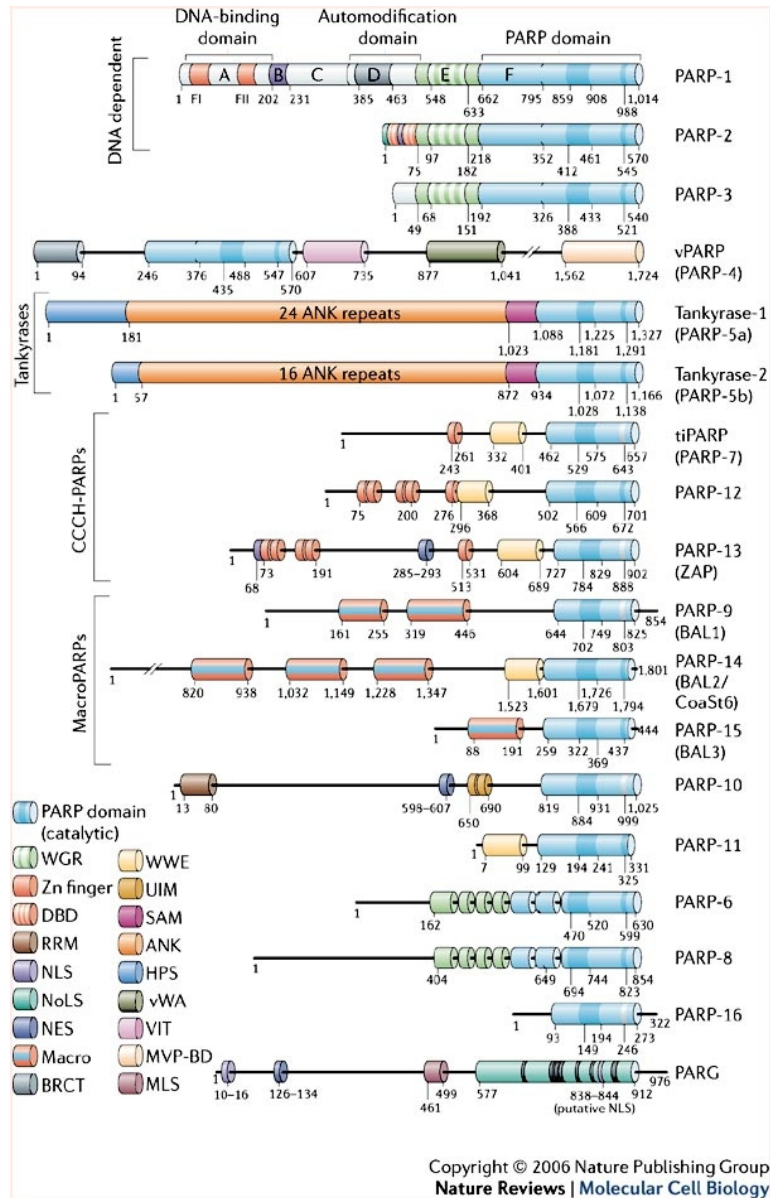 DNA-binding domain
Automodification domain
PARP domain
DNA dependent
A B C D E F
PARP-1
1 FI FII 202 231 385 463 548 633 662 795 859 908 988 1,014
PARP-2
1 75 97 182 218 352 412 461 545 570
PARP-3
1 49 68 151 192 326 388 433 521 540
vPARP
(PARP-4)
1 94 246 376 435 488 547 570 607 735 877 1,041 1,562 1,724
Tankyrases
24 ANK repeats
Tankyrase-1
(PARP-5a)
1 181 1,023 1,088 1,181 1,225 1,291 1,327
16 ANK repeats
Tankyrase-2
(PARP-5b)
1 57 872 934 1,028 1,072 1,138 1,166
CCCH-PARPs
tiPARP
(PARP-7)
1 243 261 332 401 462 529 575 643 657
PARP-12
1 75 200 276 296 368 502 566 609 672 701
PARP-13
(ZAP)
1 68 73 191 285–293 513 531 604 689 727 784 829 888 902
MacroPARPs
PARP-9
(BAL1)
1 161 255 319 446 644 702 749 803 825 854
PARP-14
(BAL2/
CoaSt6)
1 820 938 1,032 1,149 1,228 1,347 1,523 1,601 1,679 1,726 1,794 1,801
PARP-15
(BAL3)
1 88 191 259 322 369 437 444
PARP-10
1 13 80 598–607 650 690 819 884 931 999 1,025
PARP-11
1 7 99 129 194 241 325 331
PARP-6
1 162 470 520 599 630
PARP-8
1 404 649 694 744 823 854
PARP-16
1 93 149 194 246 273 322
PARG
1 10–16 126–134 461 499 577 838–844 912 976
(putative NLS)
PARP domain
(catalytic)
WGR
Zn finger
DBD
RRM
NLS
NoLS
NES
Macro
BRCT
WWE
UIM
SAM
ANK
HPS
vWA
VIT
MVP-BD
MLS
Copyright © 2006 Nature Publishing Group
Nature Reviews | Molecular Cell Biology